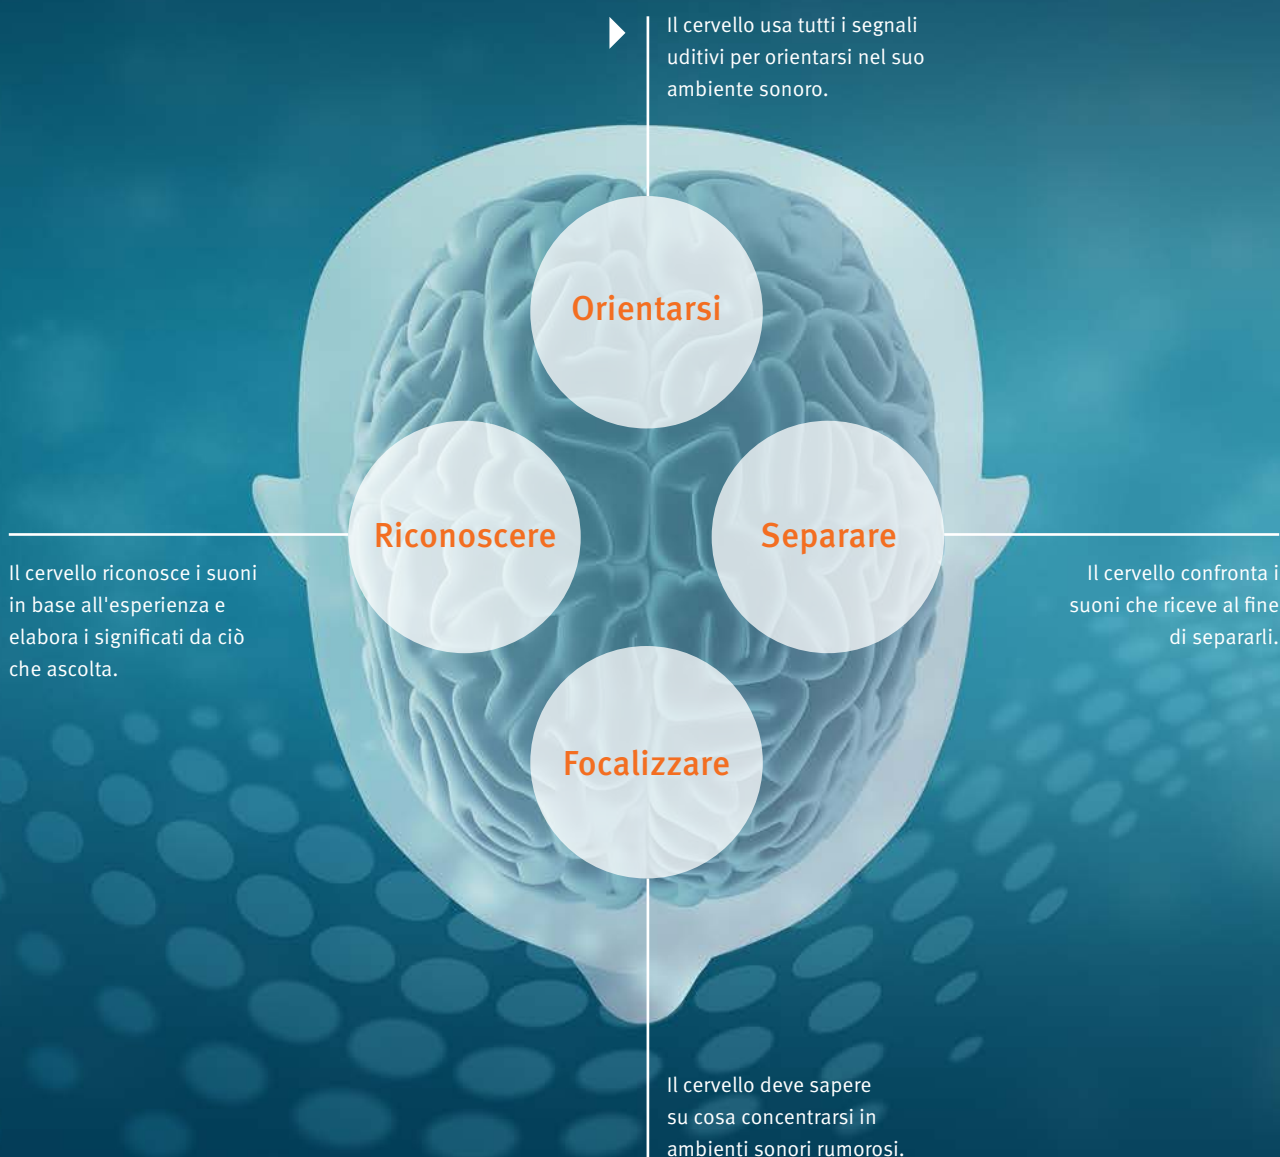 Il cervello usa tutti i segnali
uditivi per orientarsi nel suo
ambiente sonoro.
Orientarsi
Riconoscere
Separare
Il cervello riconosce i suoni
in base all'esperienza e
elabora i significati da ciò
che ascolta.
Il cervello confronta i
suoni che riceve al fine
di separarli.
Focalizzare
Il cervello deve sapere
su cosa concentrarsi in
ambienti sonori rumorosi.